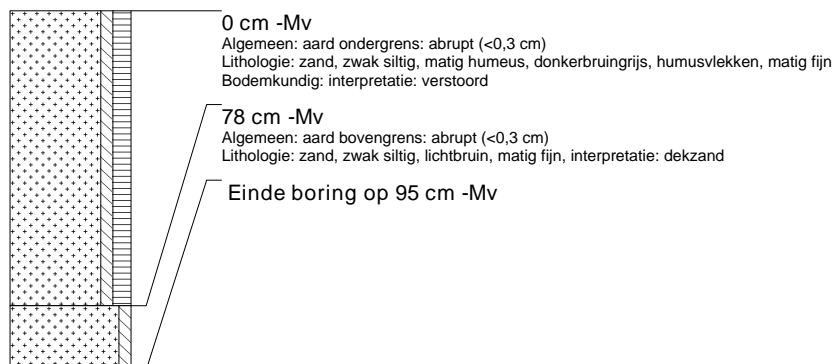 0 cm -Mv
Algemeen: aard ondergrens: abrupt (<0,3 cm)
Lithologie: zand, zwak siltig, matig humeus, donkerbruingrijs, humusvlekken, matig fijn
Bodemkundig: interpretatie: verstoord
78 cm -Mv
Algemeen: aard bovengrens: abrupt (<0,3 cm)
Lithologie: zand, zwak siltig, lichtbruin, matig fijn, interpretatie: dekzand
Einde boring op 95 cm -Mv